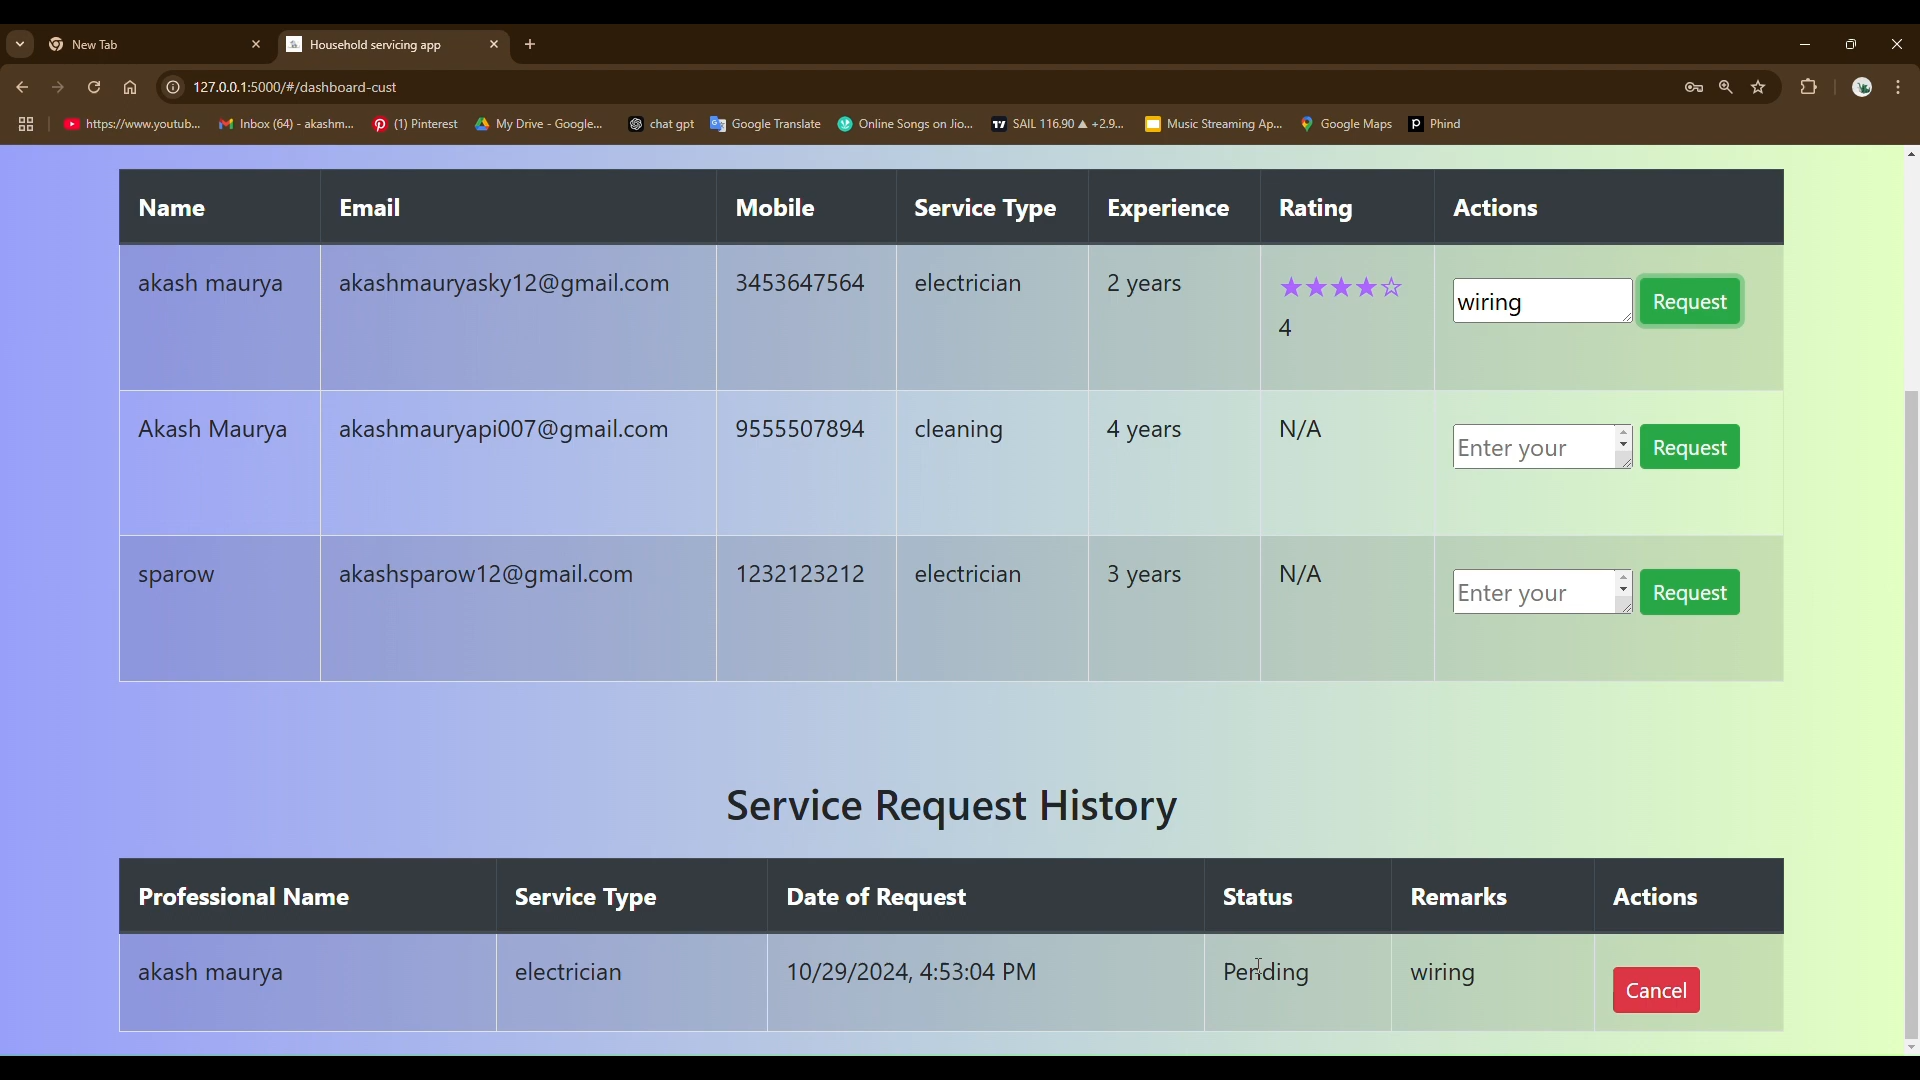 New Tab
Household servicing app
127.0.0.1:5000/#/dashboard-cust
https://www.youtub... Inbox (64) - akashm... (1) Pinterest My Drive - Google... chat gpt Google Translate Online Songs on Jio... SAIL 116.90 ▲ +2.9... Music Streaming Ap... Google Maps Phind
Name Email Mobile Service Type Experience Rating Actions
akash maurya akashmauryasky12@gmail.com 3453647564 electrician 2 years ★★★★☆ wiring Request
4
Akash Maurya akashmauryapi007@gmail.com 9555507894 cleaning 4 years N/A Enter your Request
sparow akashsparow12@gmail.com 1232123212 electrician 3 years N/A Enter your Request
Service Request History
Professional Name Service Type Date of Request Status Remarks Actions
akash maurya electrician 10/29/2024, 4:53:04 PM Pending wiring Cancel